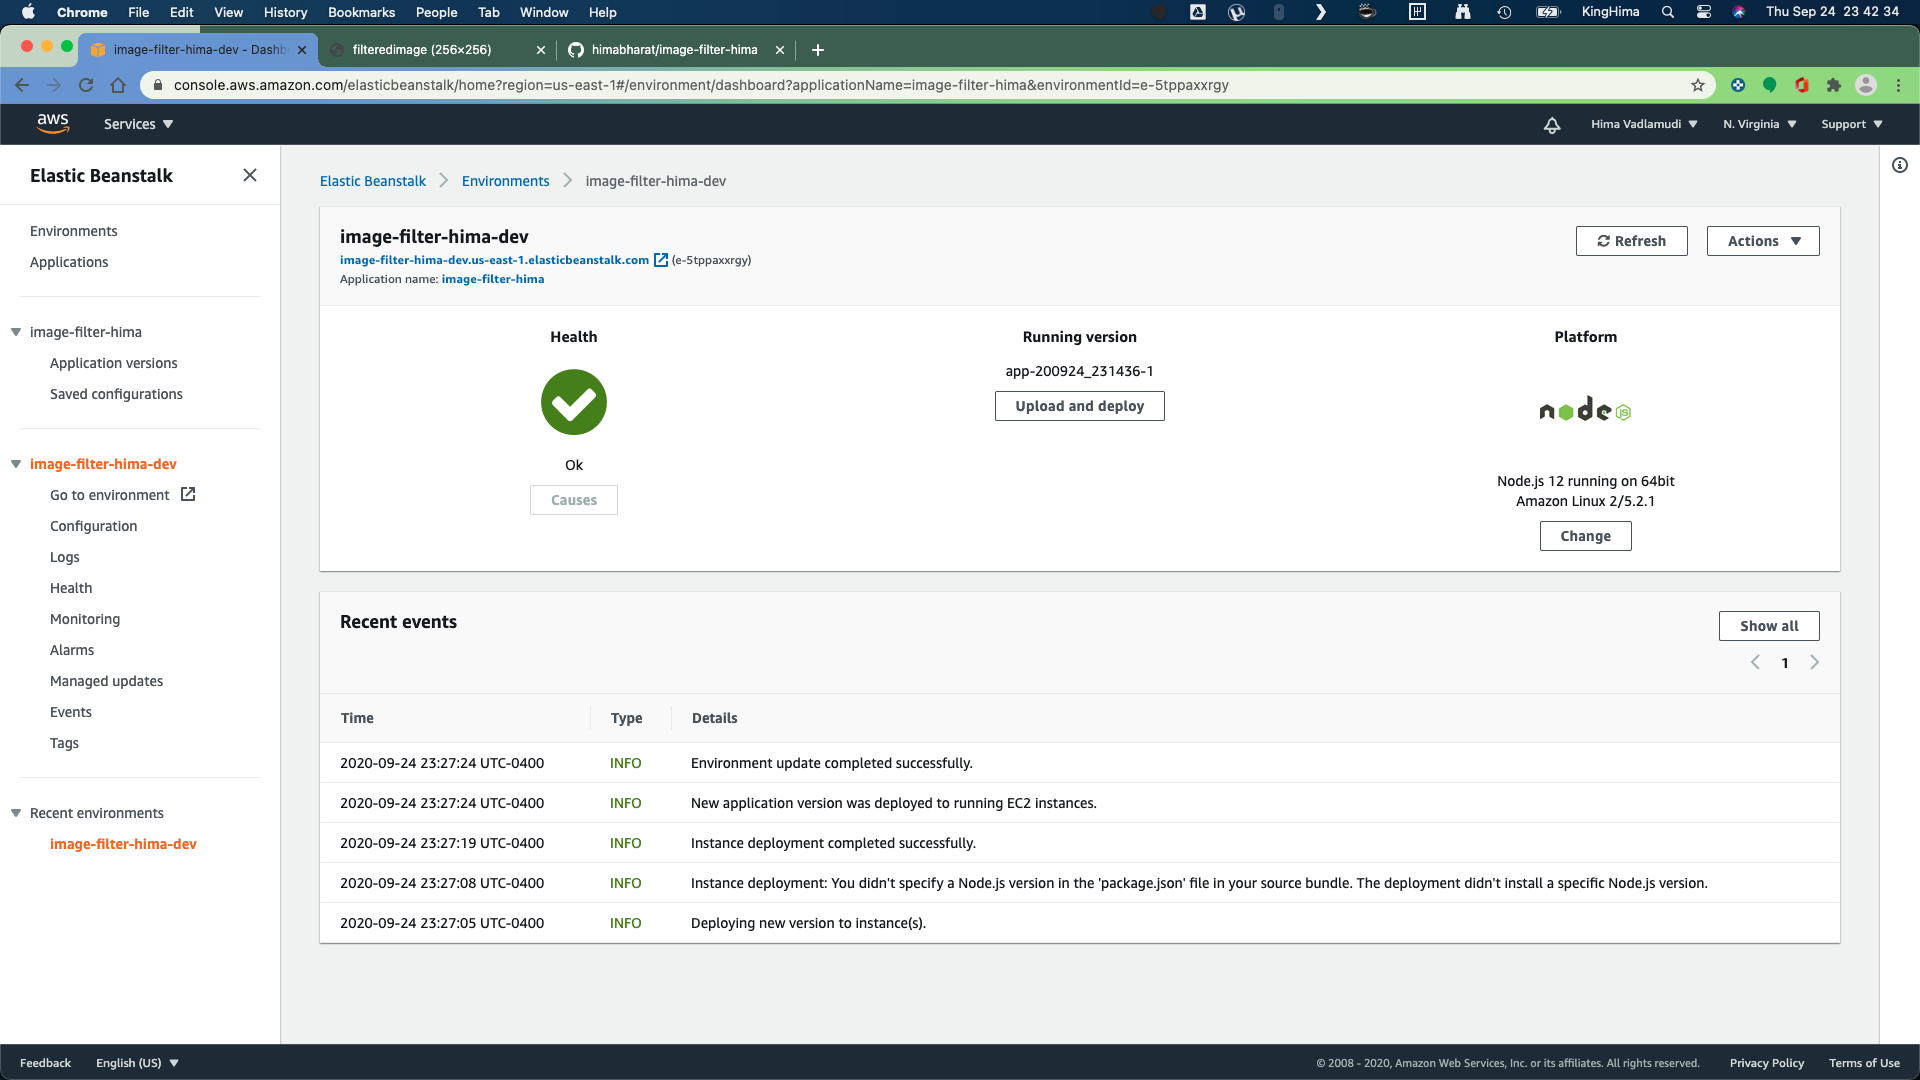 Chrome File Edit View History Bookmarks People Tab Window Help KingHima Thu Sep 24 23 42 34
image-filter-hima-dev - Dashb filteredimage (256×256) himabharat/image-filter-hima
console.aws.amazon.com/elasticbeanstalk/home?region=us-east-1#/environment/dashboard?applicationName=image-filter-hima&environmentId=e-5tppaxxrgy
aws Services Hima Vadlamudi N. Virginia Support
Elastic Beanstalk
Environments
Applications
image-filter-hima
Application versions
Saved configurations
image-filter-hima-dev
Go to environment
Configuration
Logs
Health
Monitoring
Alarms
Managed updates
Events
Tags
Recent environments
image-filter-hima-dev
Elastic Beanstalk Environments image-filter-hima-dev
image-filter-hima-dev
image-filter-hima-dev.us-east-1.elasticbeanstalk.com (e-5tppaxxrgy)
Application name: image-filter-hima
Refresh Actions
Health
Ok
Causes
Running version
app-200924_231436-1
Upload and deploy
Platform
node JS
Node.js 12 running on 64bit
Amazon Linux 2/5.2.1
Change
Recent events
Show all
1
Time Type Details
2020-09-24 23:27:24 UTC-0400 INFO Environment update completed successfully.
2020-09-24 23:27:24 UTC-0400 INFO New application version was deployed to running EC2 instances.
2020-09-24 23:27:19 UTC-0400 INFO Instance deployment completed successfully.
2020-09-24 23:27:08 UTC-0400 INFO Instance deployment: You didn't specify a Node.js version in the 'package.json' file in your source bundle. The deployment didn't install a specific Node.js version.
2020-09-24 23:27:05 UTC-0400 INFO Deploying new version to instance(s).
Feedback English (US) © 2008 - 2020, Amazon Web Services, Inc. or its affiliates. All rights reserved. Privacy Policy Terms of Use